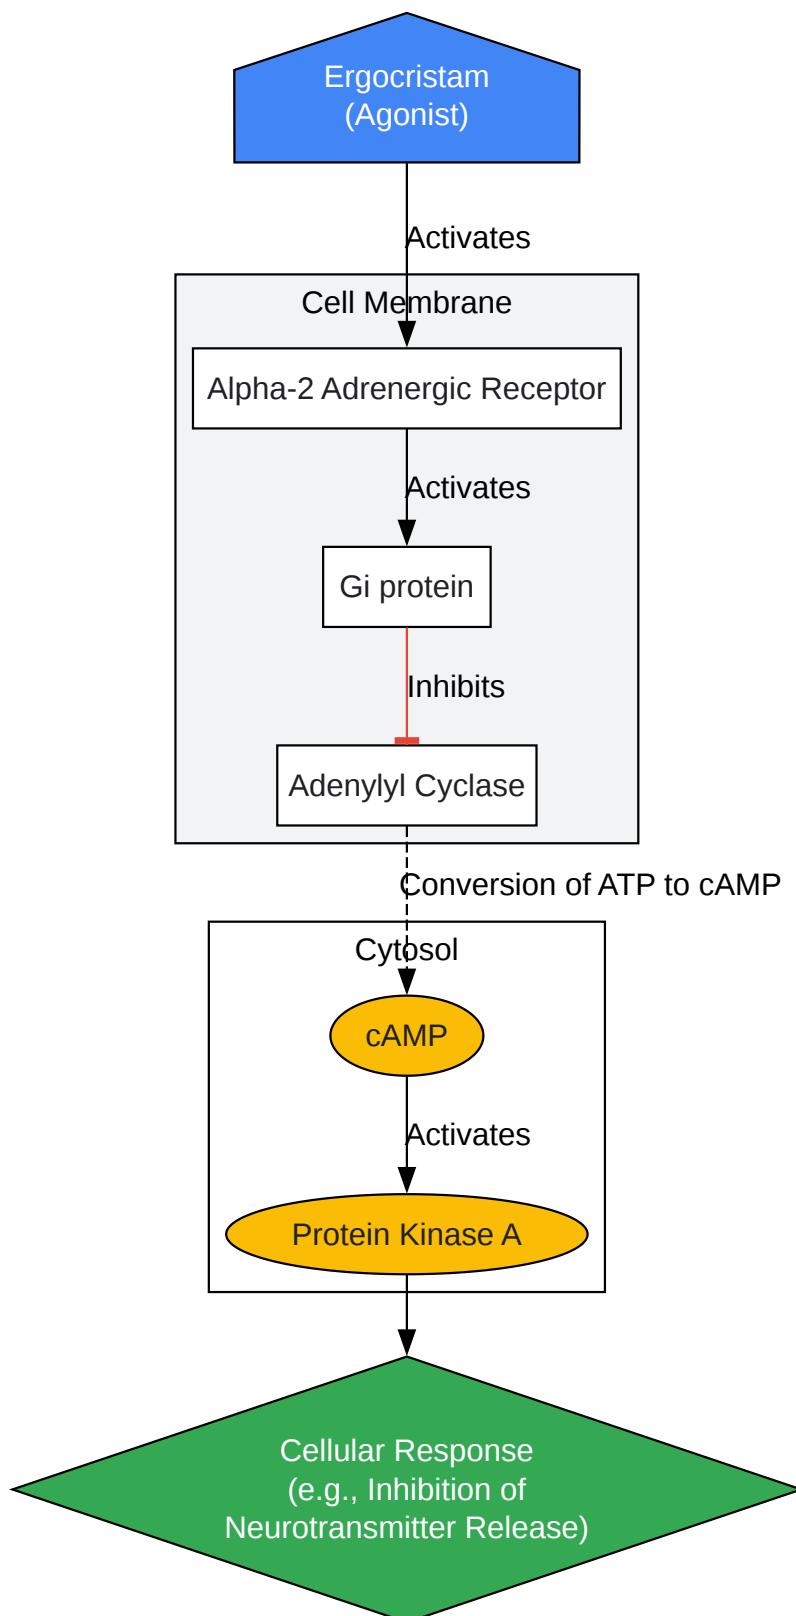 Ergocristam
(Agonist)
Activates
Cell Membrane
Alpha-2 Adrenergic Receptor
Activates
Gi protein
Inhibits
Adenylyl Cyclase
Conversion of ATP to cAMP
Cytosol
cAMP
Activates
Protein Kinase A
Cellular Response
(e.g., Inhibition of
Neurotransmitter Release)